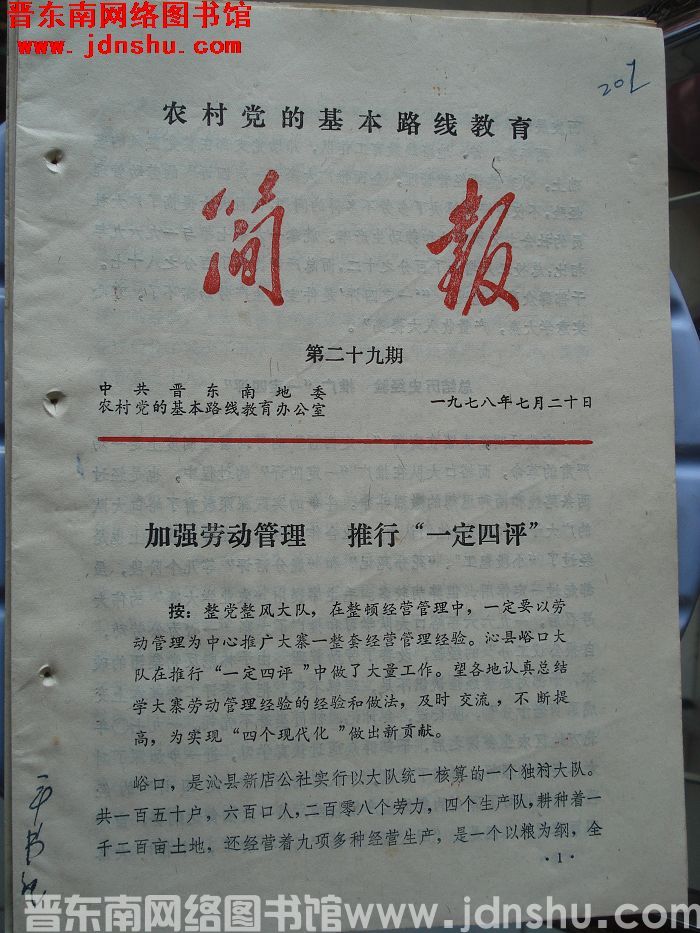 晋东南网络图书馆
www.jdnshu.com
201
农村党的基本路线教育
简报
第二十九期
中共晋东南地委
农村党的基本路线教育办公室
一九七八年七月二十日
加强劳动管理 推行“一定四评”
按：整党整风大队，在整顿经营管理中，一定要以劳
动管理为中心推广大寨一整套经营管理经验。沁县峪口大
队在推行“一定四评”中做了大量工作。望各地认真总结
学大寨劳动管理经验的经验和做法，及时交流，不断提
高，为实现“四个现代化”做出新贡献。
峪口，是沁县新店公社实行以大队统一核算的一个独村大队。
共一百五十户，六百口人，二百零八个劳力，四个生产队，耕种着一
千二百亩土地，还经营着九项多种经营生产，是一个以粮为纲，全
·1·
晋东南网络图书馆www.jdnshu.com